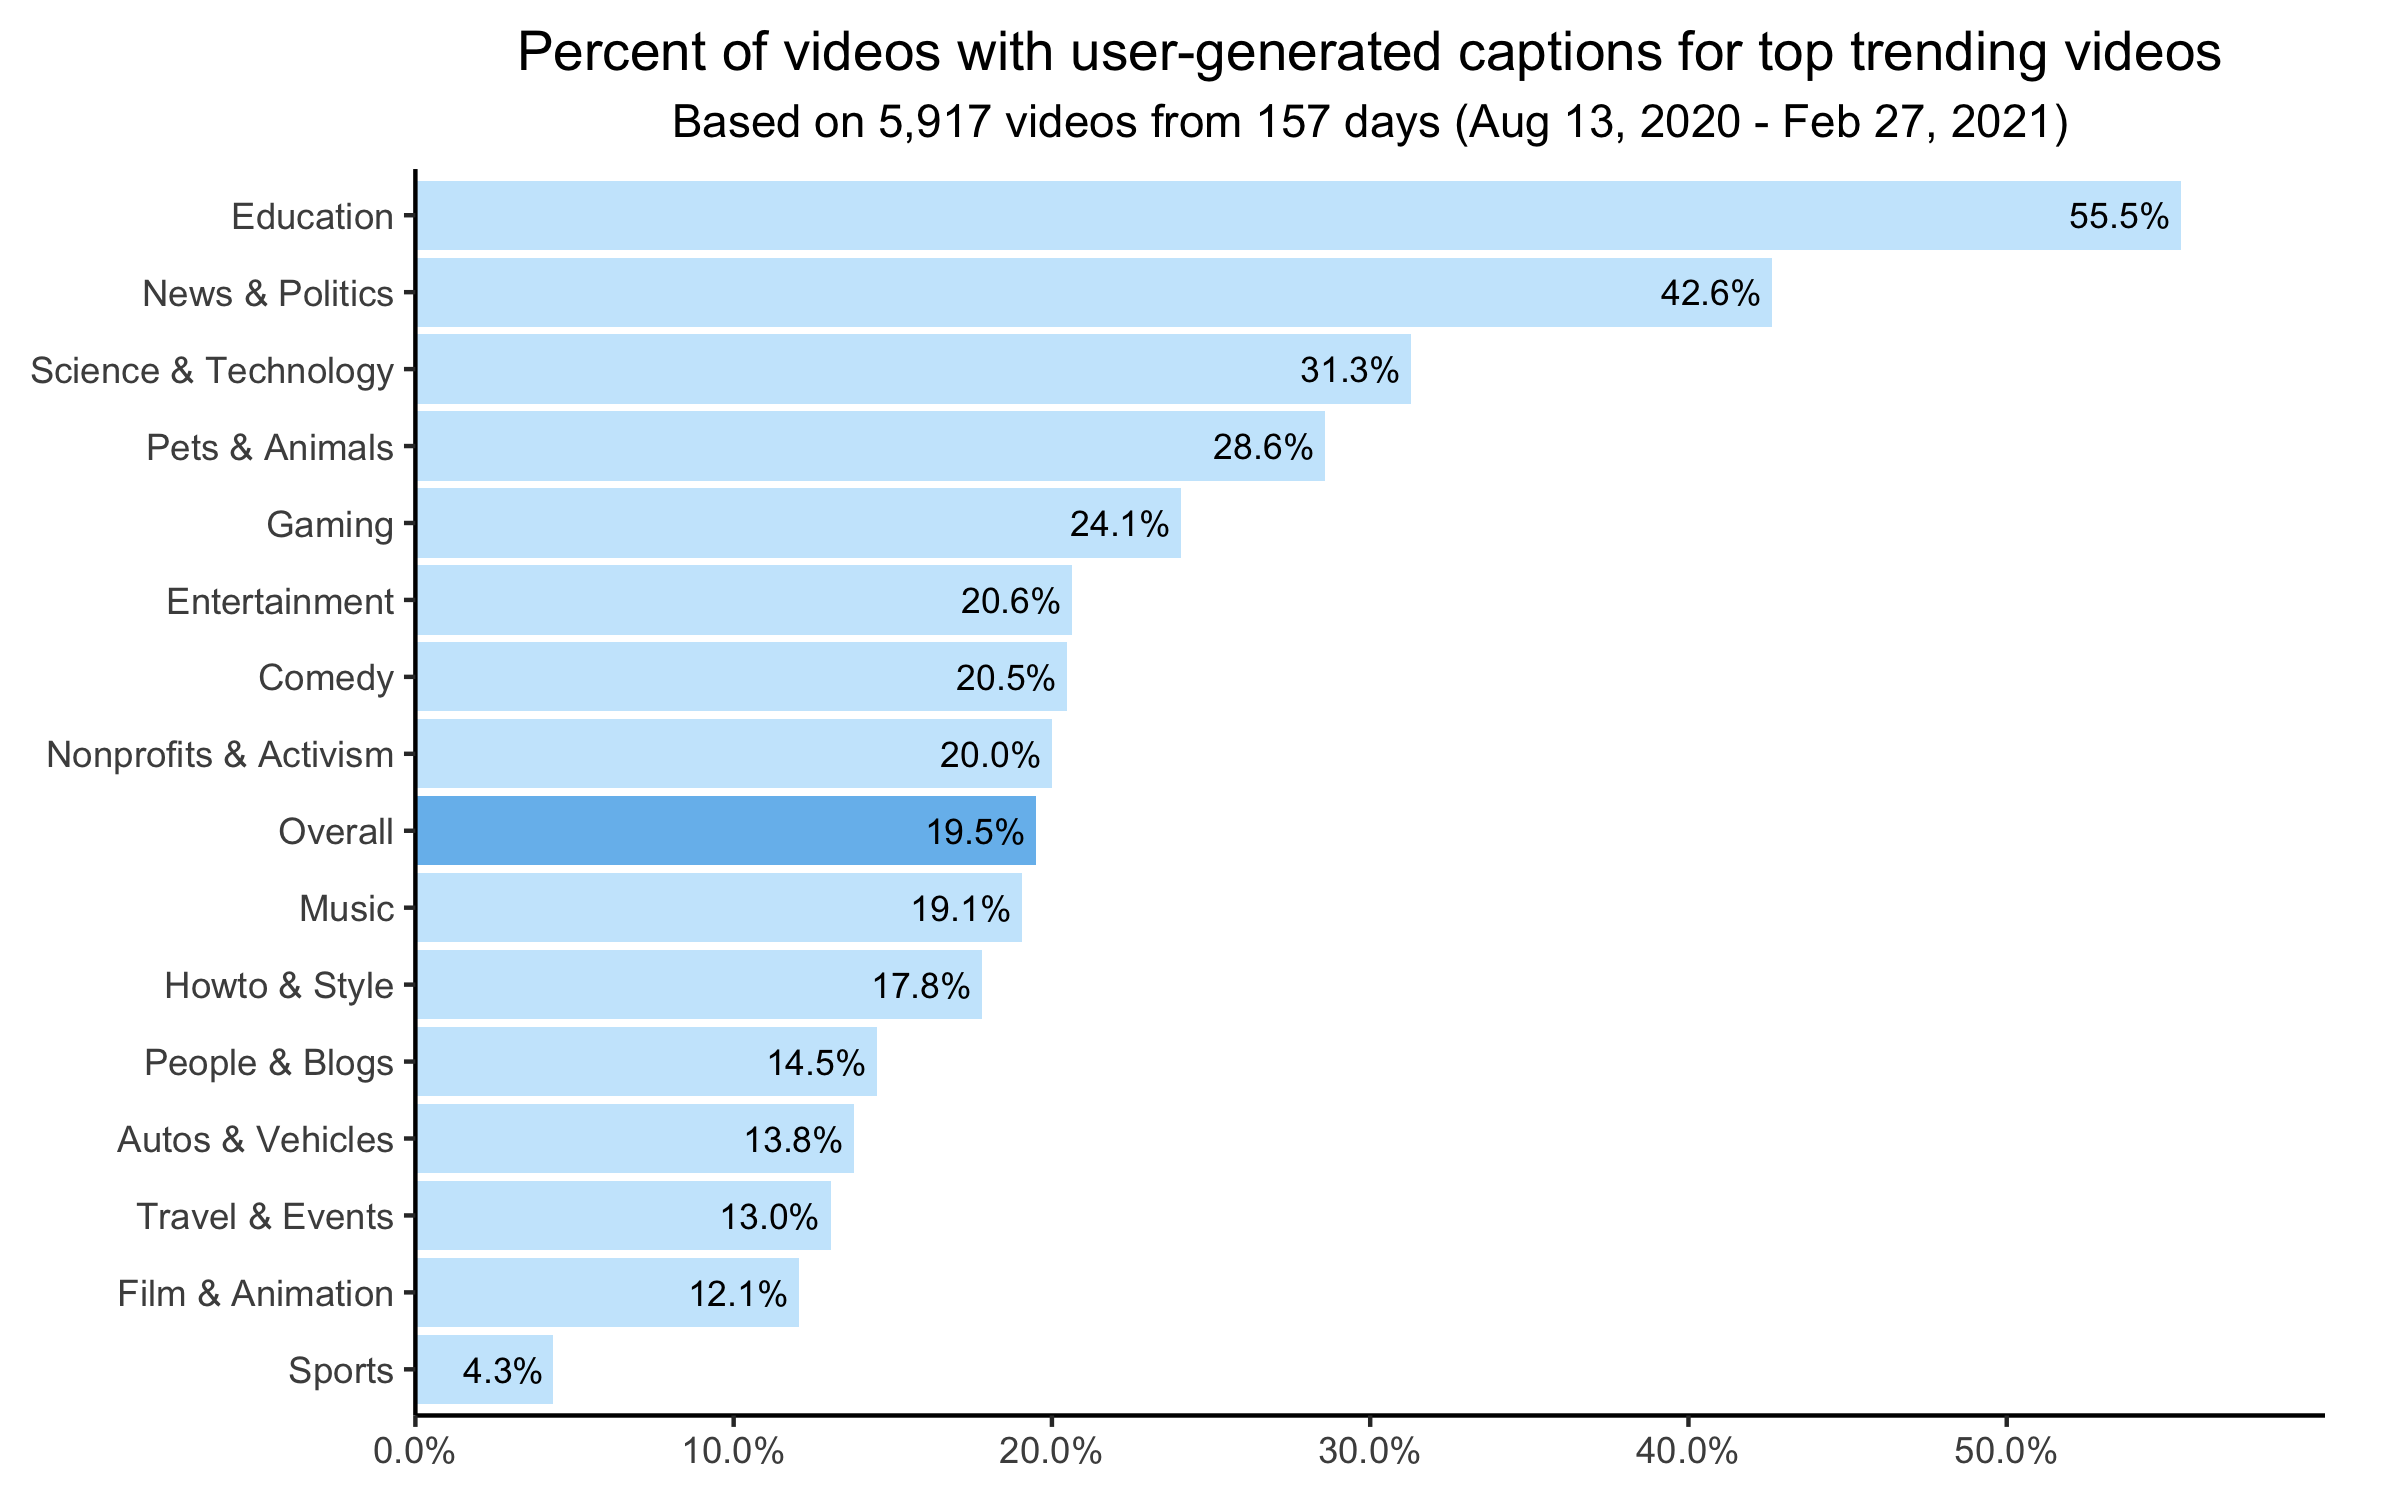 Percent of videos with user-generated captions for top trending videos
Based on 5,917 videos from 157 days (Aug 13, 2020 - Feb 27, 2021)
Education 55.5%
News & Politics 42.6%
Science & Technology 31.3%
Pets & Animals 28.6%
Gaming 24.1%
Entertainment 20.6%
Comedy 20.5%
Nonprofits & Activism 20.0%
Overall 19.5%
Music 19.1%
Howto & Style 17.8%
People & Blogs 14.5%
Autos & Vehicles 13.8%
Travel & Events 13.0%
Film & Animation 12.1%
Sports 4.3%
0.0% 10.0% 20.0% 30.0% 40.0% 50.0%